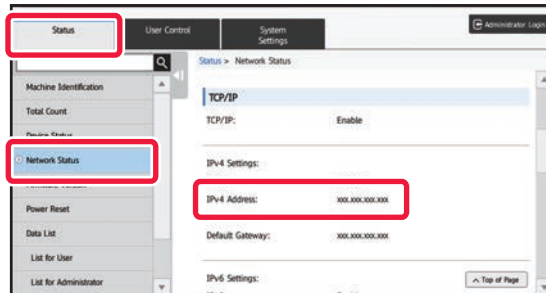 Status
User Control
System
Settings
Administrator Login
Status > Network Status
Machine Identification
TCP/IP
Total Count
TCP/IP:
Enable
Device Status
Network Status
IPv4 Settings:
Power Reset
IPv4 Address:
xxx.xxx.xxx.xxx
Data List
Default Gateway:
xxx.xxx.xxx.xxx
List for User
List for Administrator
IPv6 Settings:
Top of Page